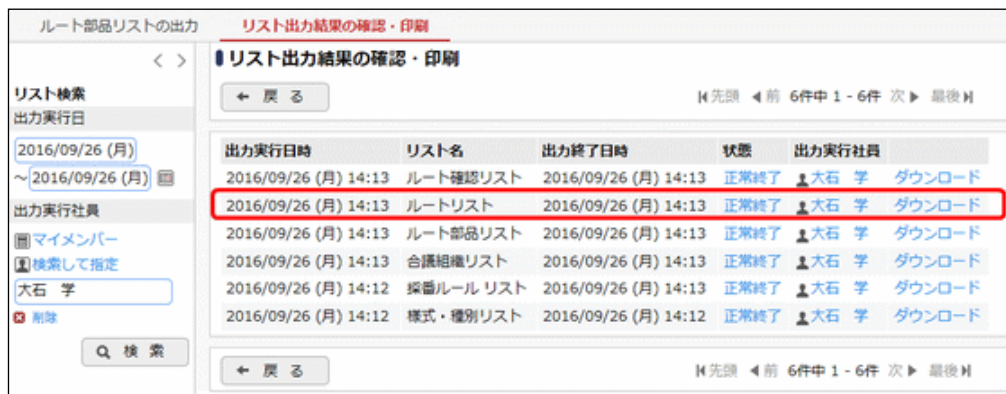 ルート部品リストの出力 リスト出力結果の確認・印刷
リスト検索
出力実行日
2016/09/26 (月)
～2016/09/26 (月)
出力実行社員
マイメンバー
検索して指定
大石 学
削除
検 索
リスト出力結果の確認・印刷
戻 る 先頭 前 6件中 1 - 6件 次 最後
出力実行日時 リスト名 出力終了日時 状態 出力実行社員
2016/09/26 (月) 14:13 ルート確認リスト 2016/09/26 (月) 14:13 正常終了 大石 学 ダウンロード
2016/09/26 (月) 14:13 ルートリスト 2016/09/26 (月) 14:13 正常終了 大石 学 ダウンロード
2016/09/26 (月) 14:13 ルート部品リスト 2016/09/26 (月) 14:13 正常終了 大石 学 ダウンロード
2016/09/26 (月) 14:13 合議組織リスト 2016/09/26 (月) 14:13 正常終了 大石 学 ダウンロード
2016/09/26 (月) 14:12 採番ルール リスト 2016/09/26 (月) 14:13 正常終了 大石 学 ダウンロード
2016/09/26 (月) 14:12 様式・種別リスト 2016/09/26 (月) 14:12 正常終了 大石 学 ダウンロード
戻 る 先頭 前 6件中 1 - 6件 次 最後